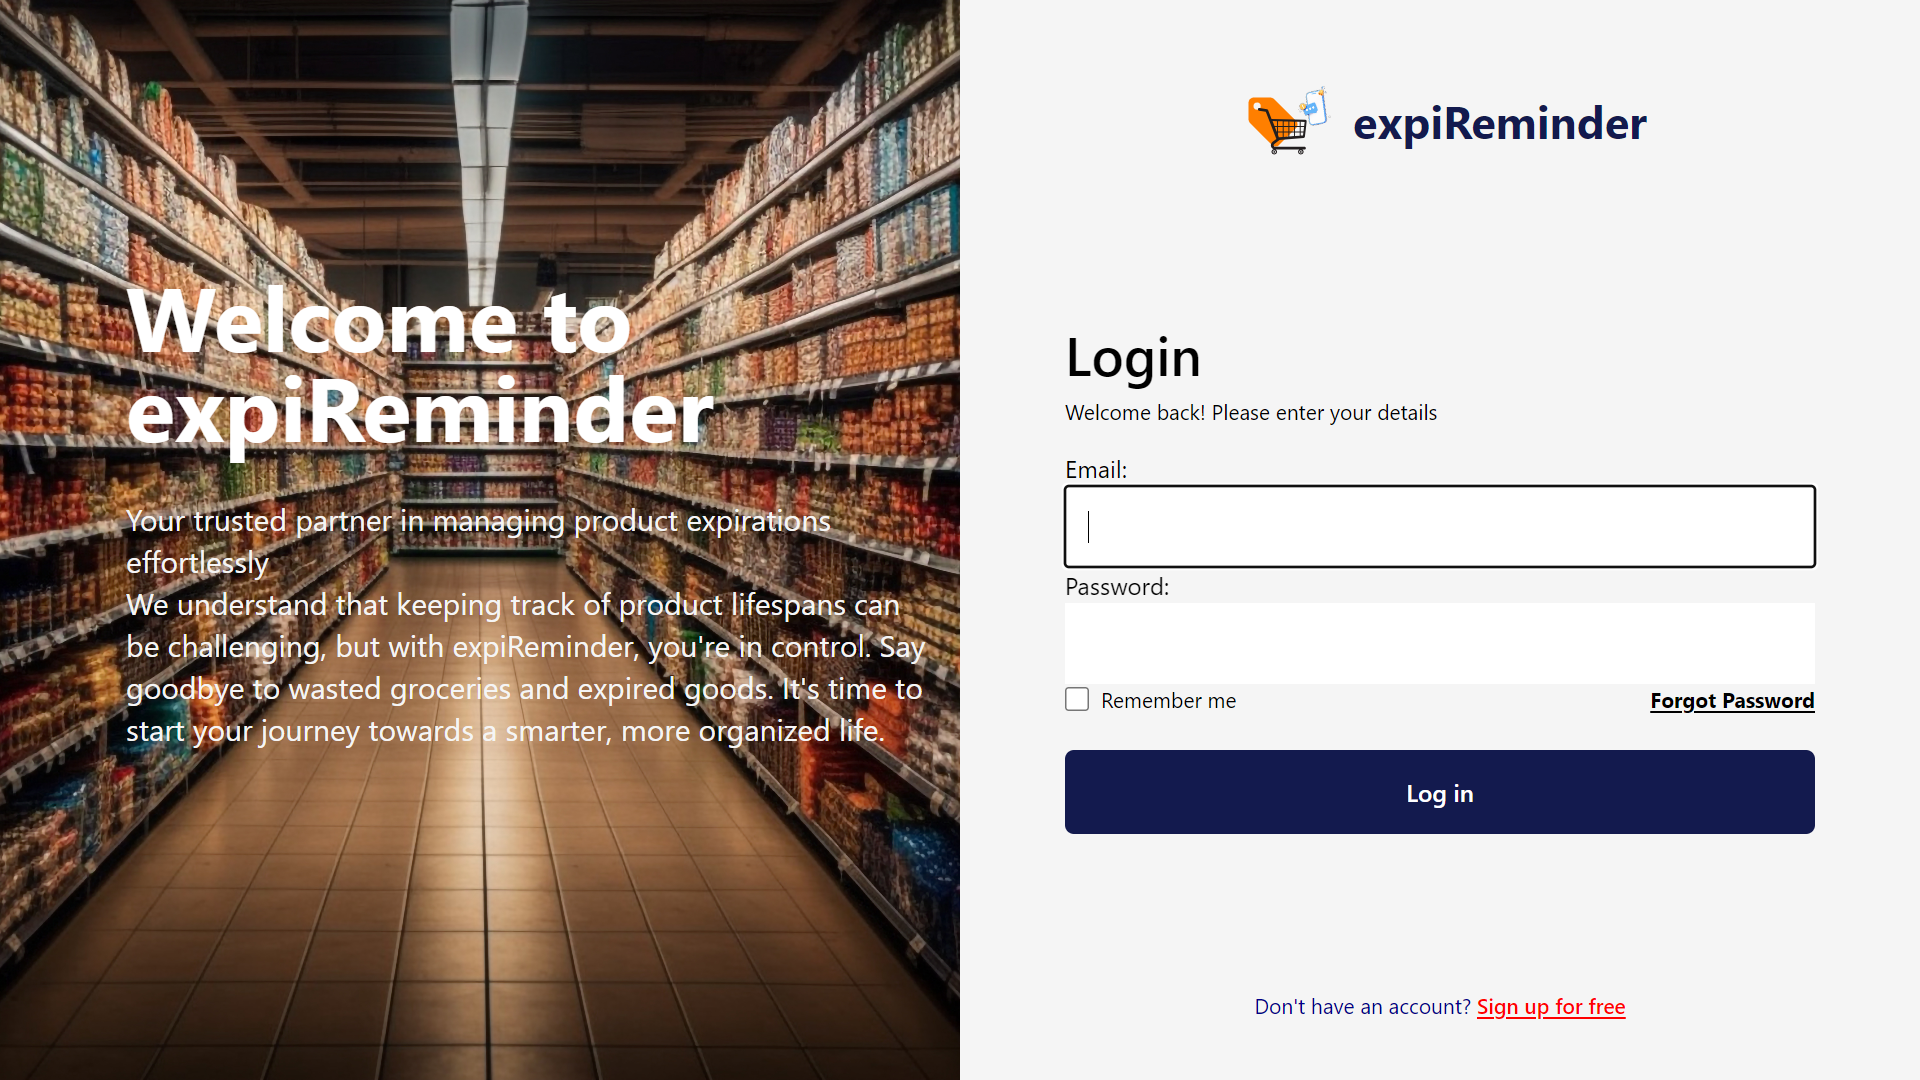 Welcome to
expiReminder
Your trusted partner in managing product expirations
effortlessly
We understand that keeping track of product lifespans can
be challenging, but with expiReminder, you're in control. Say
goodbye to wasted groceries and expired goods. It's time to
start your journey towards a smarter, more organized life.
expiReminder
Login
Welcome back! Please enter your details
Email:
Password:
Remember me
Forgot Password
Log in
Don't have an account? Sign up for free